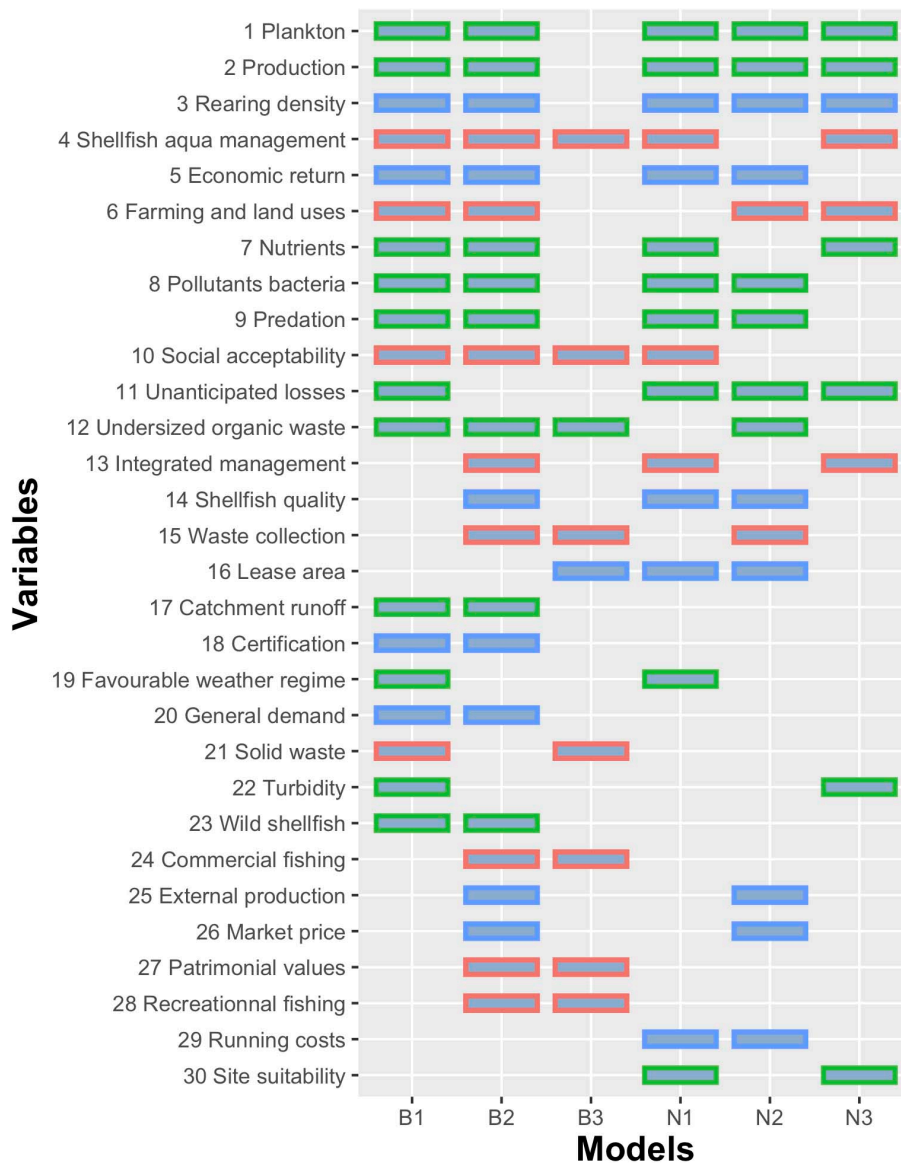 1 Plankton
2 Production
3 Rearing density
4 Shellfish aqua management
5 Economic return
6 Farming and land uses
7 Nutrients
8 Pollutants bacteria
9 Predation
10 Social acceptability
11 Unanticipated losses
12 Undersized organic waste
13 Integrated management
14 Shellfish quality
15 Waste collection
16 Lease area
17 Catchment runoff
18 Certification
19 Favourable weather regime
20 General demand
21 Solid waste
22 Turbidity
23 Wild shellfish
24 Commercial fishing
25 External production
26 Market price
27 Patrimonial values
28 Recreationnal fishing
29 Running costs
30 Site suitability
Variables
B1 B2 B3 N1 N2 N3
Models